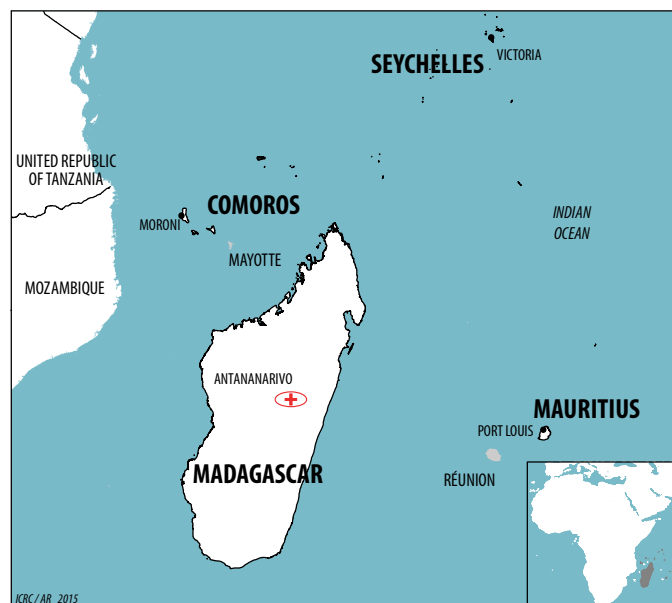 SEYCHELLES
VICTORIA
UNITED REPUBLIC
OF TANZANIA
COMOROS
MORONI
INDIAN
OCEAN
MAYOTTE
MOZAMBIQUE
ANTANANARIVO
MAURITIUS
PORT LOUIS
MADAGASCAR
RÉUNION
ICRC / AR 2015